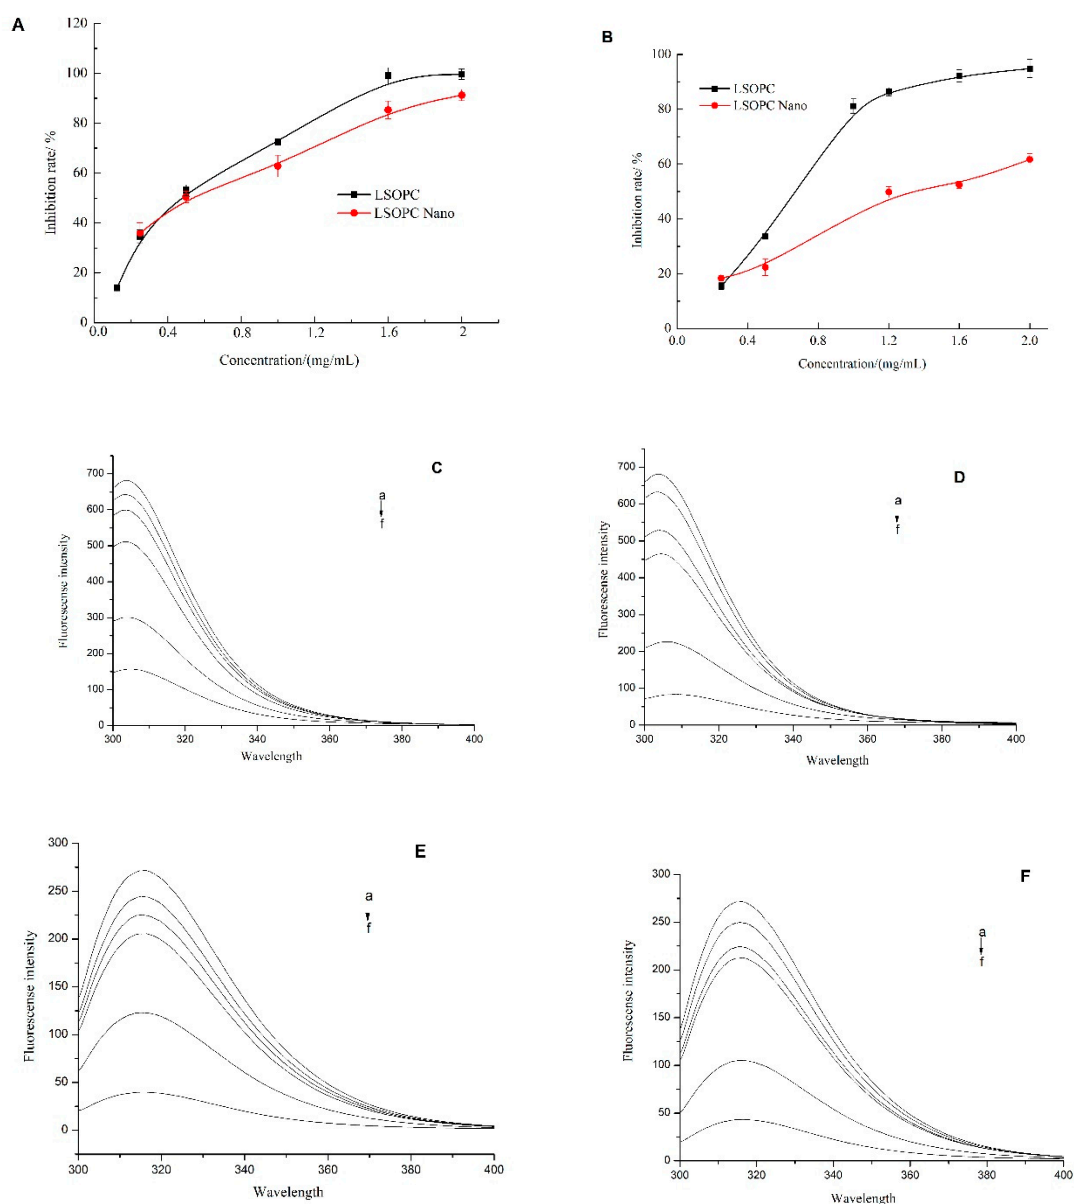 A
120
100
80
60
40
20
0
Inhibition rate/ %
LSOPC
LSOPC Nano
0.0 0.4 0.8 1.2 1.6 2
Concentration/(mg/mL)
B
100
80
60
40
20
0
Inhibition rate/ %
LSOPC
LSOPC Nano
0.0 0.4 0.8 1.2 1.6 2.0
Concentration/(mg/mL)
C
700
600
500
400
300
200
100
0
Fluorescense intensity
a
f
300 320 340 360 380 400
Wavelength
D
700
600
500
400
300
200
100
0
Fluorescense intensity
a
f
300 320 340 360 380 400
Wavelength
E
300
250
200
150
100
50
0
Fluorescense intensity
a
f
300 320 340 360 380 400
Wavelength
F
300
250
200
150
100
50
0
Fluorescense intensity
a
f
300 320 340 360 380 400
Wavelength